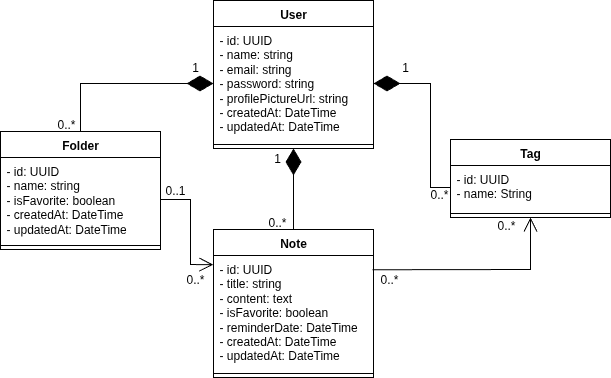 User
- id: UUID
- name: string
- email: string
- password: string
- profilePictureUrl: string
- createdAt: DateTime
- updatedAt: DateTime
1
1
1
0..*
0..*
0..*
Folder
- id: UUID
- name: string
- isFavorite: boolean
- createdAt: DateTime
- updatedAt: DateTime
Tag
- id: UUID
- name: String
0..1
0..*
0..*
0..*
Note
- id: UUID
- title: string
- content: text
- isFavorite: boolean
- reminderDate: DateTime
- createdAt: DateTime
- updatedAt: DateTime